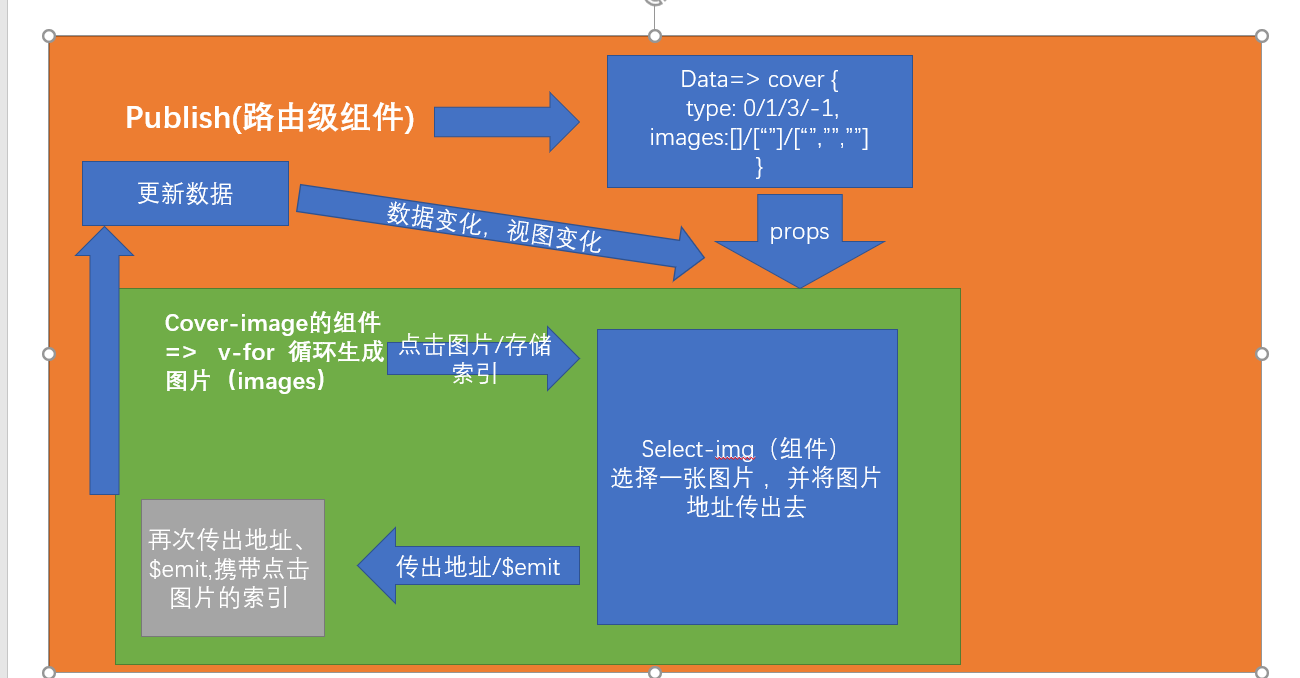 Publish(路由级组件)
Data=> cover {
type: 0/1/3/-1,
images:[]/[“”]/[“”,””,””]
}
更新数据
数据变化，视图变化
props
Cover-image的组件
=> v-for 循环生成
图片（images）
点击图片/存储
索引
Select-img（组件）
选择一张图片 ，并将图片
地址传出去
再次传出地址、
$emit,携带点击
图片的索引
传出地址/$emit